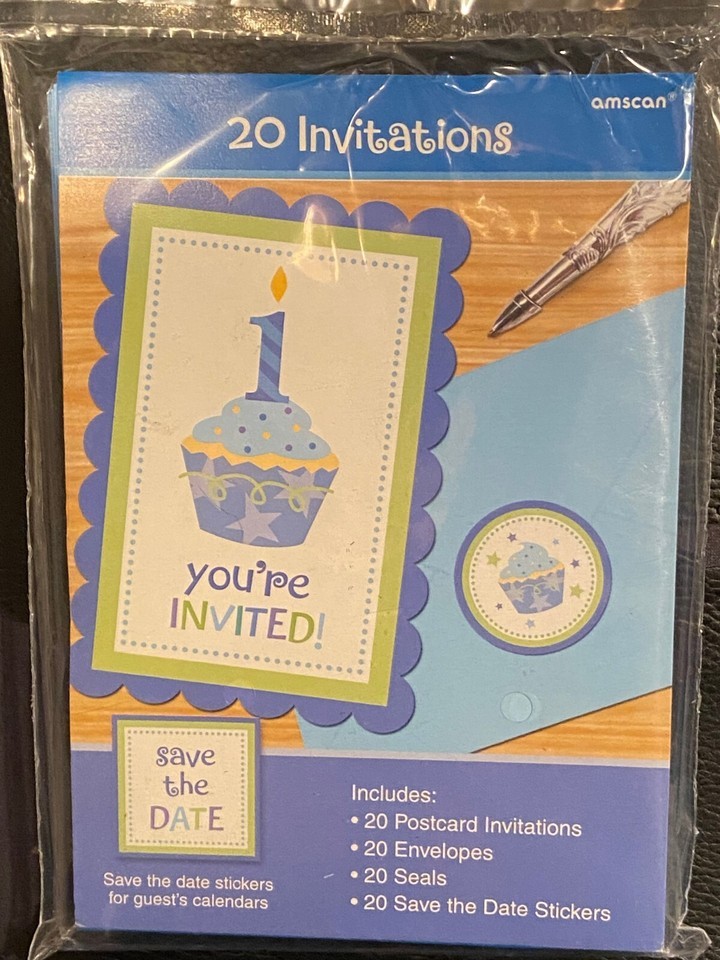 amscan®
20 Invitations
1
you're
INVITED!
save
the
DATE
Save the date stickers
for guest's calendars
Includes:
• 20 Postcard Invitations
• 20 Envelopes
• 20 Seals
• 20 Save the Date Stickers